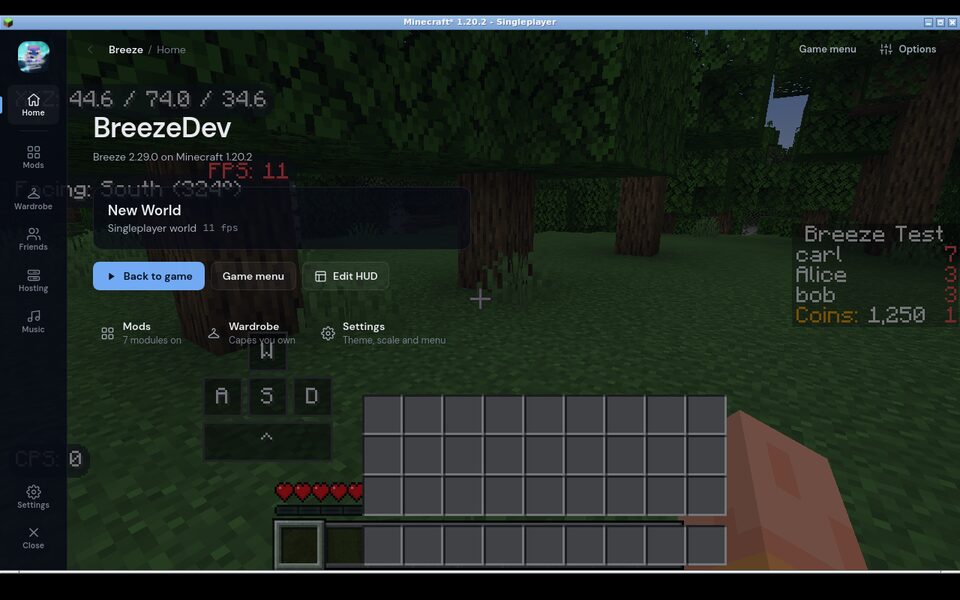 Minecraft* 1.20.2 - Singleplayer
Breeze / Home
Game menu
Options
Home
44.6 / 74.0 / 34.6
BreezeDev
Breeze 2.29.0 on Minecraft 1.20.2
FPS: 11
Mods
Facing: South (324º)
Wardrobe
New World
Singleplayer world 11 fps
Friends
Breeze Test
carl 7
Alice 3
bob 3
Coins: 1,250 1
Back to game
Game menu
Edit HUD
Hosting
Music
Mods
7 modules on
Wardrobe
Capes you own
Settings
Theme, scale and menu
W
A S D
^
CPS: 0
Settings
Close